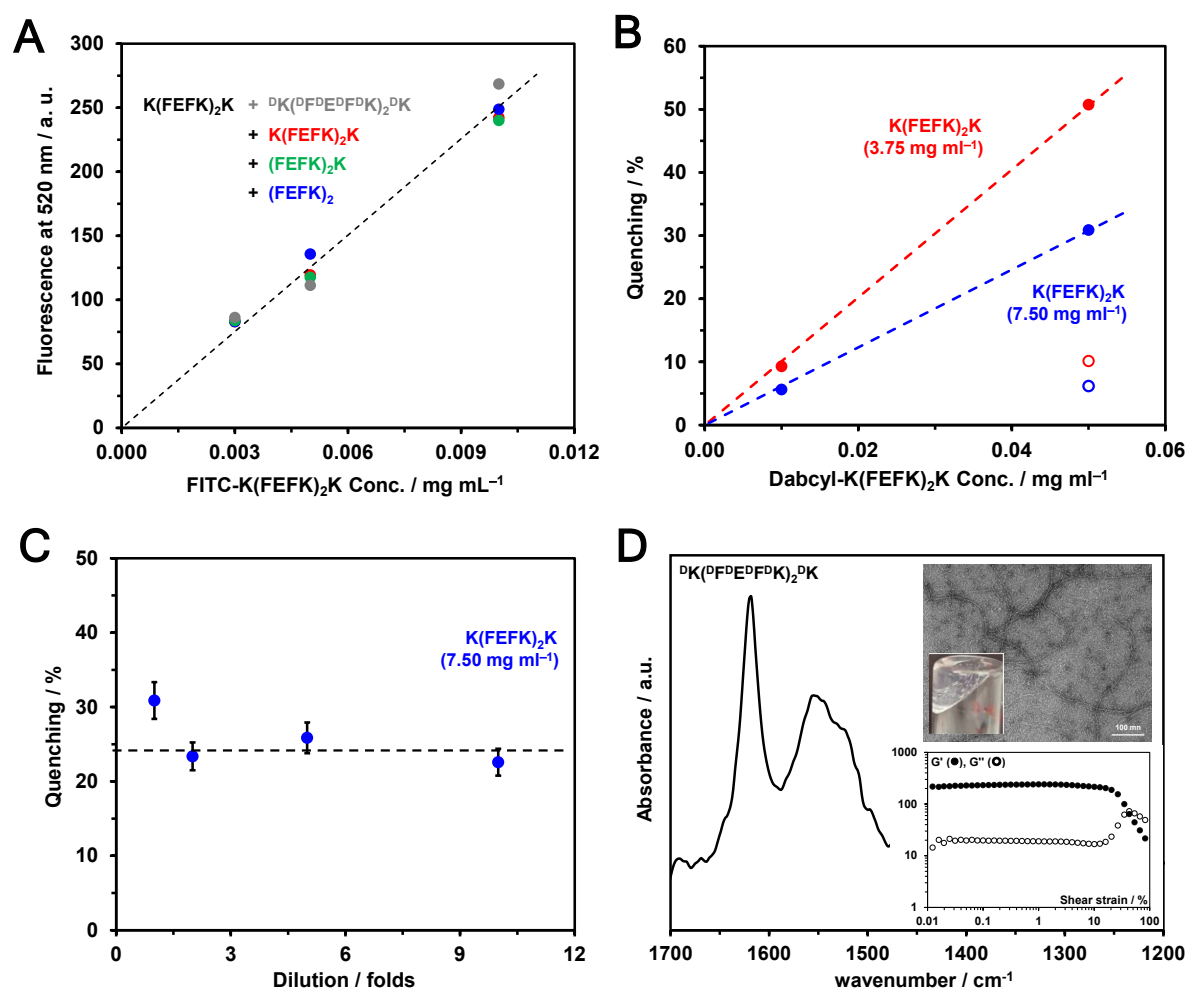 A
300
250
200
150
100
50
0
Fluorescence at 520 nm / a. u.
K(FEFK)₂K + ᴰK(ᴰFᴰEᴰFᴰK)₂ᴰK
+ K(FEFK)₂K
+ (FEFK)₂K
+ (FEFK)₂
0.000 0.003 0.006 0.009 0.012
FITC-K(FEFK)₂K Conc. / mg mL⁻¹
B
60
50
40
30
20
10
0
Quenching / %
K(FEFK)₂K
(3.75 mg ml⁻¹)
K(FEFK)₂K
(7.50 mg ml⁻¹)
0.00 0.02 0.04 0.06
Dabcyl-K(FEFK)₂K Conc. / mg ml⁻¹
C
50
40
30
20
10
0
Quenching / %
K(FEFK)₂K
(7.50 mg ml⁻¹)
0 3 6 9 12
Dilution / folds
D
ᴰK(ᴰFᴰEᴰFᴰK)₂ᴰK
Absorbance / a.u.
100 mn
1000
100
10
1
G' (●), G'' (○)
Shear strain / %
0.01 0.1 1 10 100
1700 1600 1500 1400 1300 1200
wavenumber / cm⁻¹